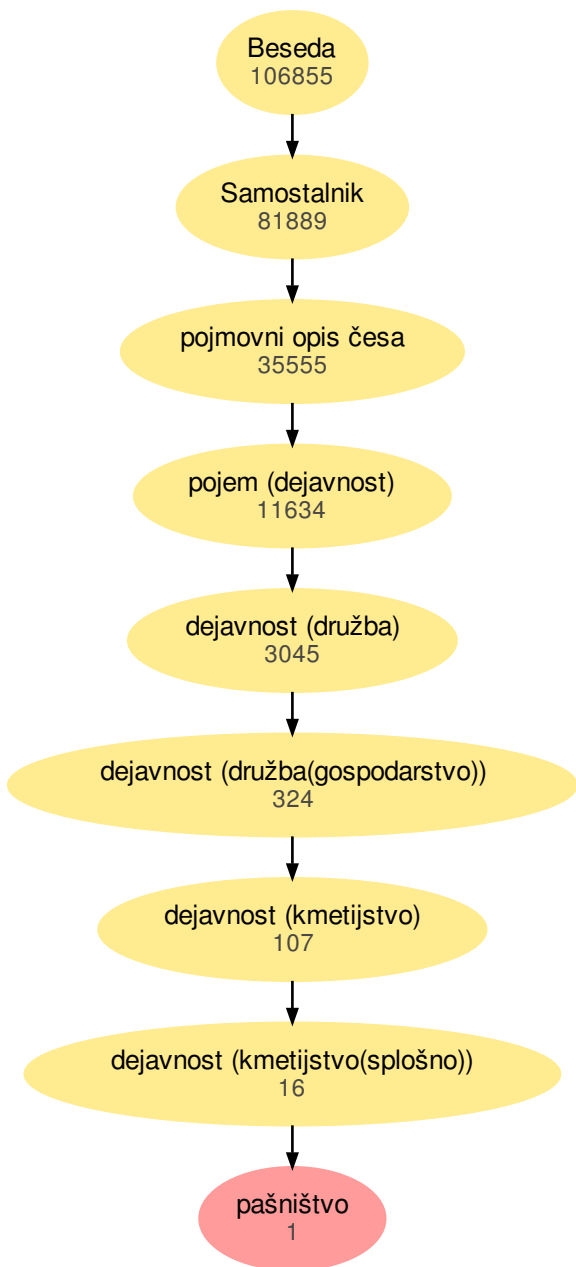 Beseda
106855
Samostalnik
81889
pojmovni opis česa
35555
pojem (dejavnost)
11634
dejavnost (družba)
3045
dejavnost (družba(gospodarstvo))
324
dejavnost (kmetijstvo)
107
dejavnost (kmetijstvo(splošno))
16
pašništvo
1